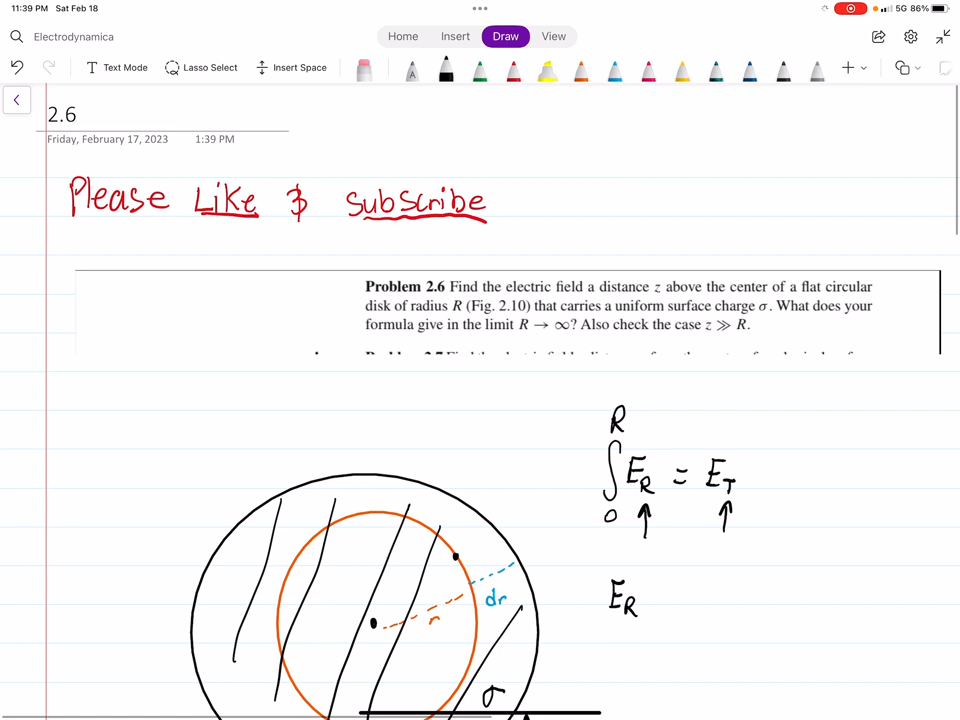 11:39 PM Sat Feb 18
5G 86%
Electrodynamica
Home Insert Draw View
Text Mode Lasso Select Insert Space
2.6
Friday, February 17, 2023 1:39 PM
Please Like & Subscribe
Problem 2.6 Find the electric field a distance z above the center of a flat circular
disk of radius R (Fig. 2.10) that carries a uniform surface charge σ. What does your
formula give in the limit R → ∞? Also check the case z ≫ R.
R
∫ E_R = E_T
0
dr
r
E_R
σ